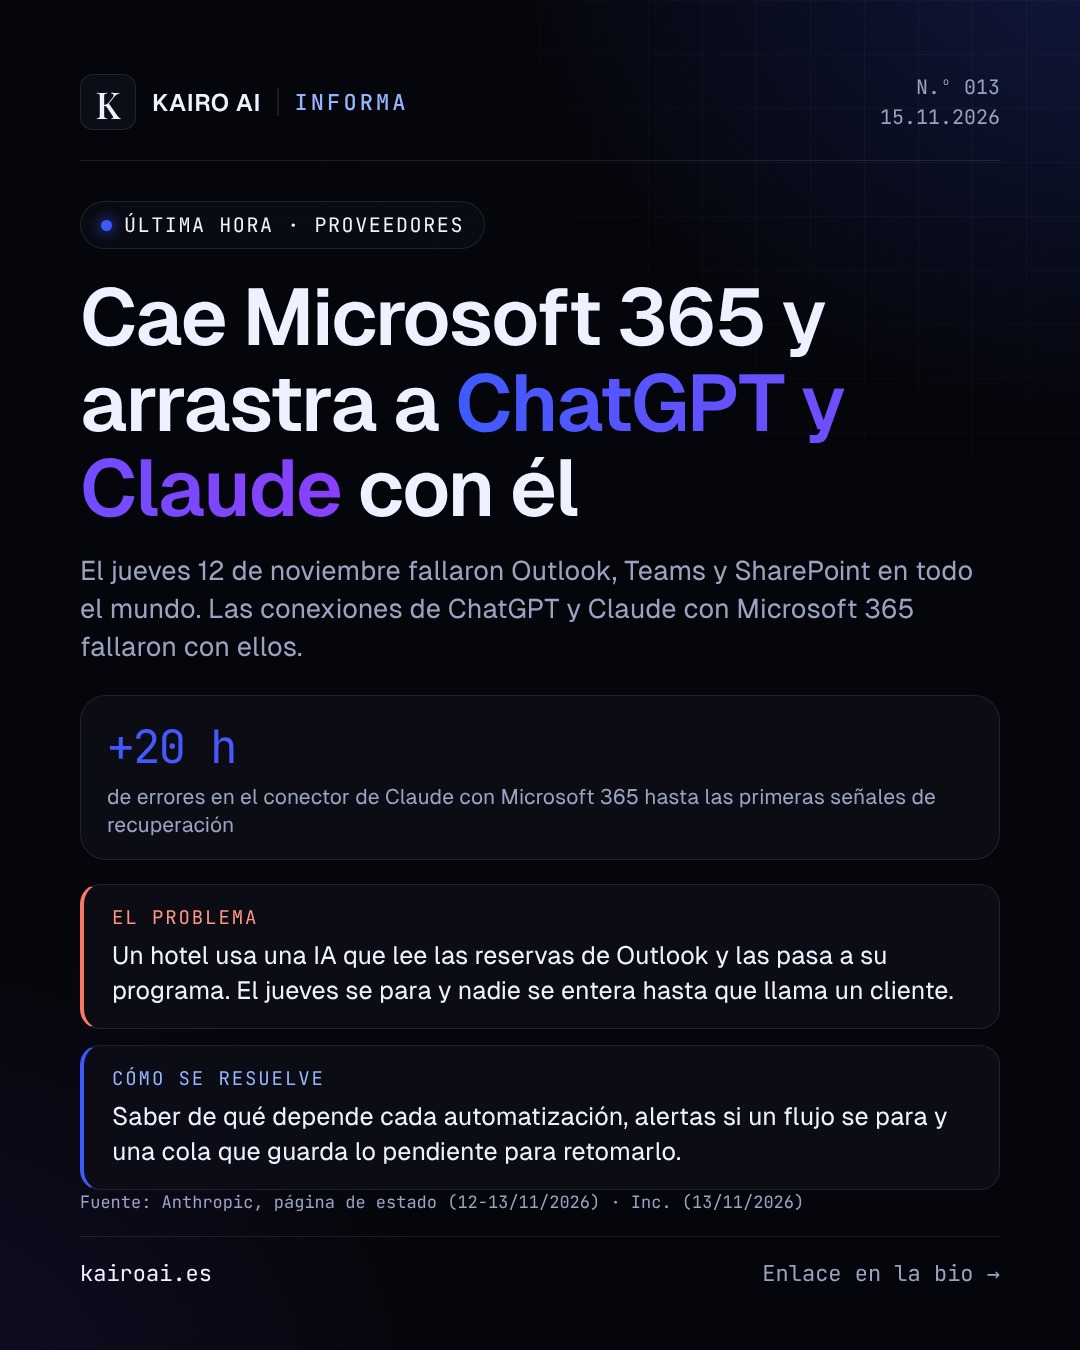 K
KAIRO AI | INFORMA
N.º 013
15.11.2026
ÚLTIMA HORA · PROVEEDORES
Cae Microsoft 365 y
arrastra a ChatGPT y
Claude con él
El jueves 12 de noviembre fallaron Outlook, Teams y SharePoint en todo
el mundo. Las conexiones de ChatGPT y Claude con Microsoft 365
fallaron con ellos.
+20 h
de errores en el conector de Claude con Microsoft 365 hasta las primeras señales de
recuperación
EL PROBLEMA
Un hotel usa una IA que lee las reservas de Outlook y las pasa a su
programa. El jueves se para y nadie se entera hasta que llama un cliente.
CÓMO SE RESUELVE
Saber de qué depende cada automatización, alertas si un flujo se para y
una cola que guarda lo pendiente para retomarlo.
Fuente: Anthropic, página de estado (12-13/11/2026) · Inc. (13/11/2026)
kairoai.es
Enlace en la bio →